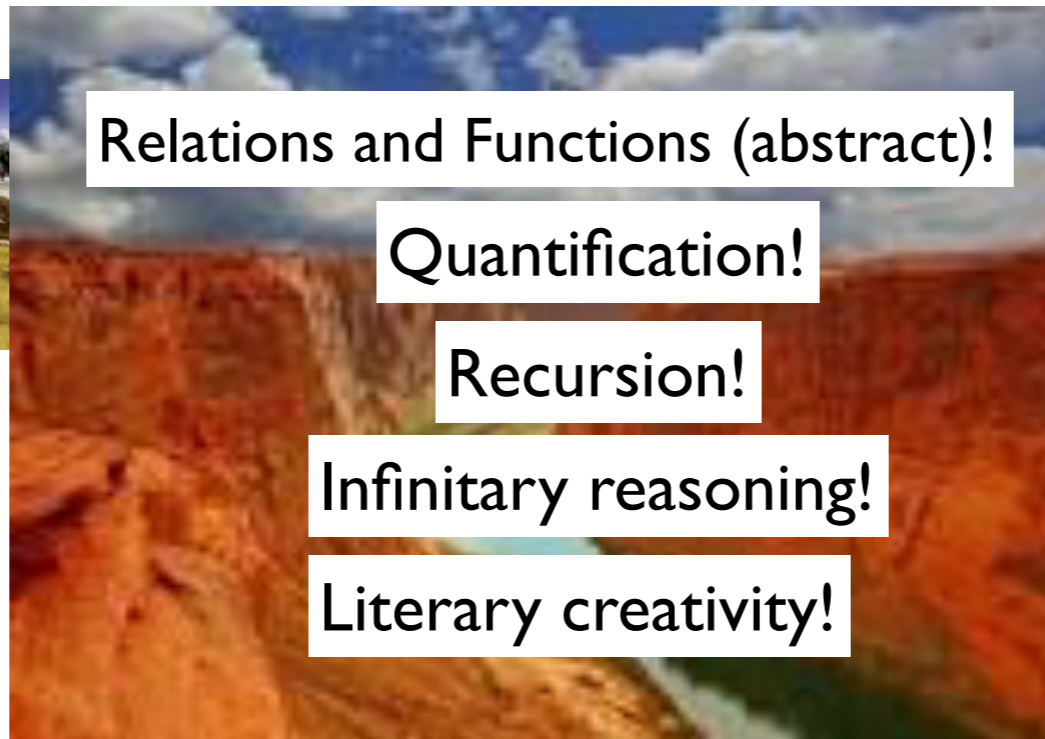 Relations and Functions (abstract)!
Quantification!
Recursion!
Infinitary reasoning!
Literary creativity!